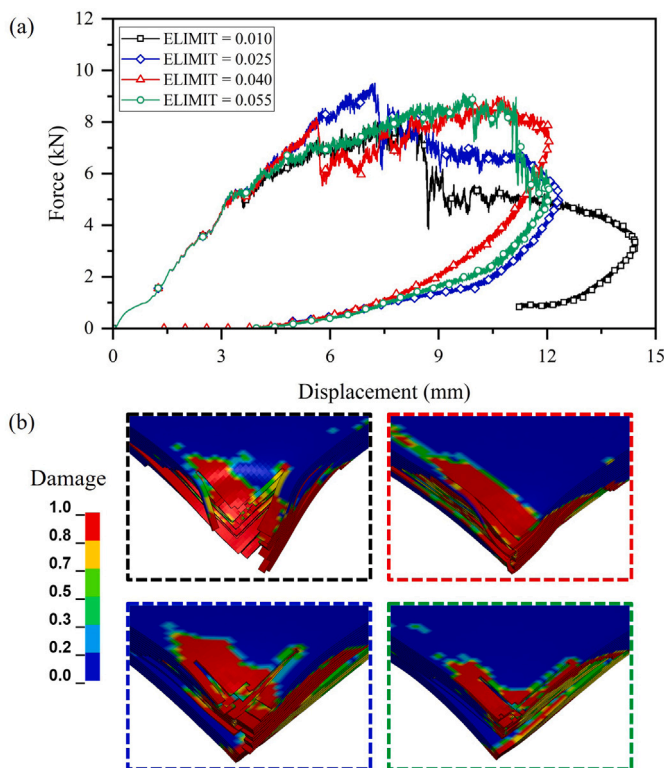 (a)
12
10
8
6
4
2
0
Force (kN)
ELIMIT = 0.010
ELIMIT = 0.025
ELIMIT = 0.040
ELIMIT = 0.055
0 3 6 9 12 15
Displacement (mm)
(b)
Damage
1.0
0.8
0.7
0.5
0.3
0.2
0.0